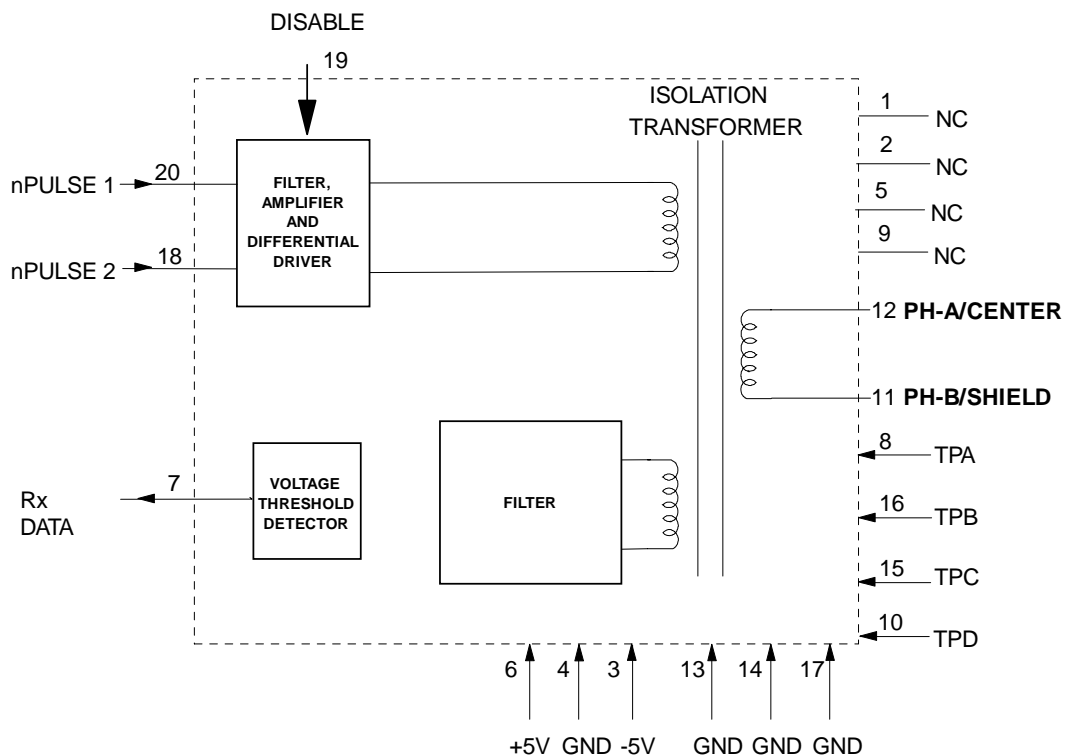 DISABLE
19
ISOLATION
TRANSFORMER
1
NC
2
NC
5
NC
9
NC
nPULSE 1
20
nPULSE 2
18
FILTER,
AMPLIFIER
AND
DIFFERENTIAL
DRIVER
12 PH-A/CENTER
11 PH-B/SHIELD
8
TPA
16
TPB
15
TPC
10
TPD
Rx
DATA
7
VOLTAGE
THRESHOLD
DETECTOR
FILTER
6
4
3
13
14
17
+5V
GND
-5V
GND
GND
GND